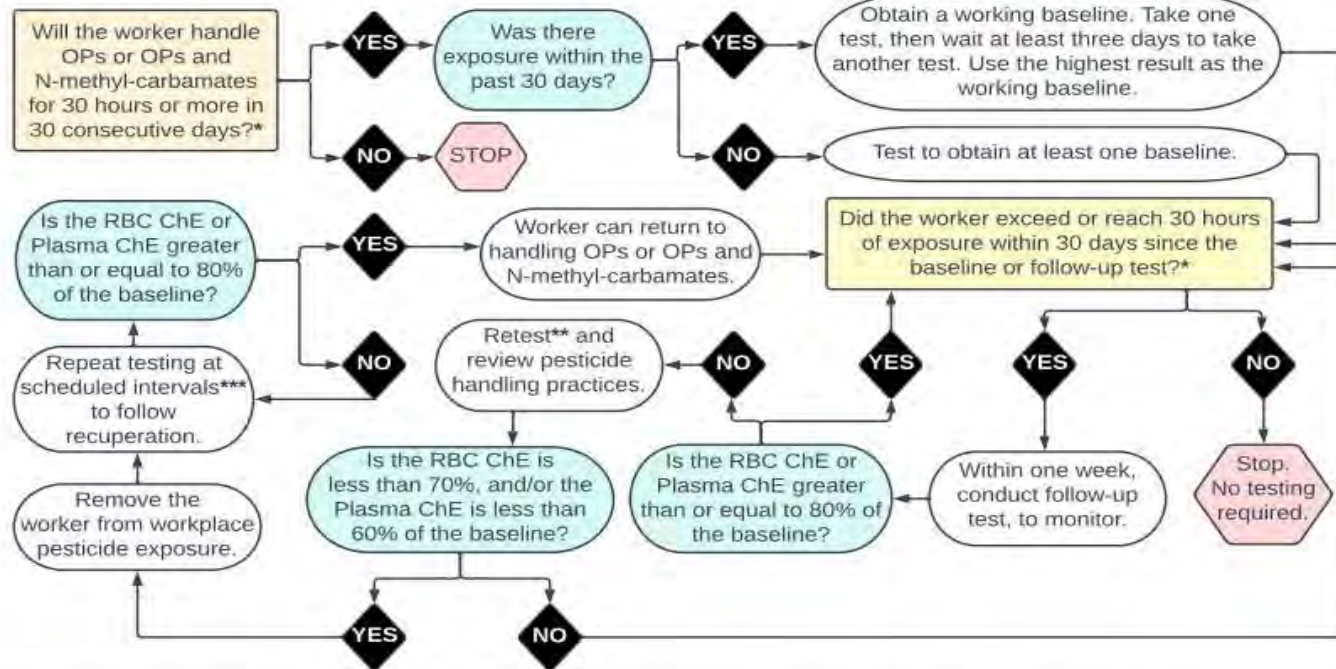 Will the worker handle
OPs or OPs and
N-methyl-carbamates
for 30 hours or more in
30 consecutive days?*
YES
NO
STOP
Was there
exposure within the
past 30 days?
YES
NO
Obtain a working baseline. Take one
test, then wait at least three days to take
another test. Use the highest result as the
working baseline.
Test to obtain at least one baseline.
Is the RBC ChE or
Plasma ChE greater
than or equal to 80%
of the baseline?
YES
NO
Worker can return to
handling OPs or OPs and
N-methyl-carbamates.
Did the worker exceed or reach 30 hours
of exposure within 30 days since the
baseline or follow-up test?*
Repeat testing at
scheduled intervals***
to follow
recuperation.
Retest** and
review pesticide
handling practices.
NO
YES
YES
NO
Remove the
worker from workplace
pesticide exposure.
Is the RBC ChE is
less than 70%, and/or the
Plasma ChE is less than
60% of the baseline?
Is the RBC ChE or
Plasma ChE greater
than or equal to 80% of
the baseline?
Within one week,
conduct follow-up
test, to monitor.
Stop.
No testing
required.
YES
NO